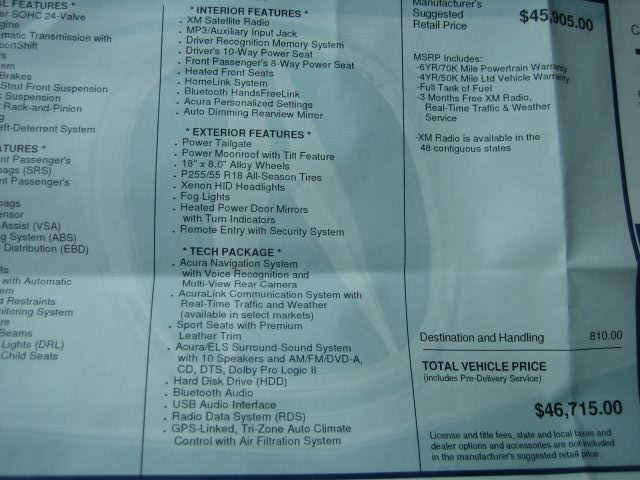 L FEATURES *
er SOHC 24-Valve
gine
matic Transmission with
portShift
rs
em
Brakes
Strut Front Suspension
k Suspension
t Rack-and-Pinion
g
eft-Deterrent System
ATURES *
nt Passenger's
bags (SRS)
nt Passenger's
bags
ensor
Assist (VSA)
ng System (ABS)
Distribution (EBD)
ts
with Automatic
em
d Restraints
nitoring System
re
Beams
Lights (DRL)
Child Seats
* INTERIOR FEATURES *
. XM Satellite Radio
. MP3/Auxiliary Input Jack
. Driver Recognition Memory System
. Driver's 10-Way Power Seat
. Front Passenger's 8-Way Power Seat
. Heated Front Seats
. HomeLink System
. Bluetooth HandsFreeLink
. Acura Personalized Settings
. Auto Dimming Rearview Mirror
* EXTERIOR FEATURES *
. Power Tailgate
. Power Moonroof with Tilt Feature
. 18" x 8.0" Alloy Wheels
. P255/55 R18 All-Season Tires
. Xenon HID Headlights
. Fog Lights
. Heated Power Door Mirrors
with Turn Indicators
. Remote Entry with Security System
* TECH PACKAGE *
. Acura Navigation System
with Voice Recognition and
Multi-View Rear Camera
. AcuraLink Communication System with
Real-Time Traffic and Weather
(available in select markets)
. Sport Seats with Premium
Leather Trim
. Acura/ELS Surround-Sound System
with 10 Speakers and AM/FM/DVD-A,
CD, DTS, Dolby Pro Logic II
. Hard Disk Drive (HDD)
. Bluetooth Audio
. USB Audio Interface
. Radio Data System (RDS)
. GPS-Linked, Tri-Zone Auto Climate
Control with Air Filtration System
Manufacturer's
Suggested
Retail Price $45,905.00
MSRP Includes:
-6YR/70K Mile Powertrain Warranty
-4YR/50K Mile Ltd Vehicle Warranty
-Full Tank of Fuel
-3 Months Free XM Radio,
Real-Time Traffic & Weather
Service
-XM Radio is available in the
48 contiguous states
Destination and Handling 810.00
TOTAL VEHICLE PRICE
(includes Pre-Delivery Service)
$46,715.00
License and title fees, state and local taxes and
dealer options and accessories are not included
in the manufacturer's suggested retail price.